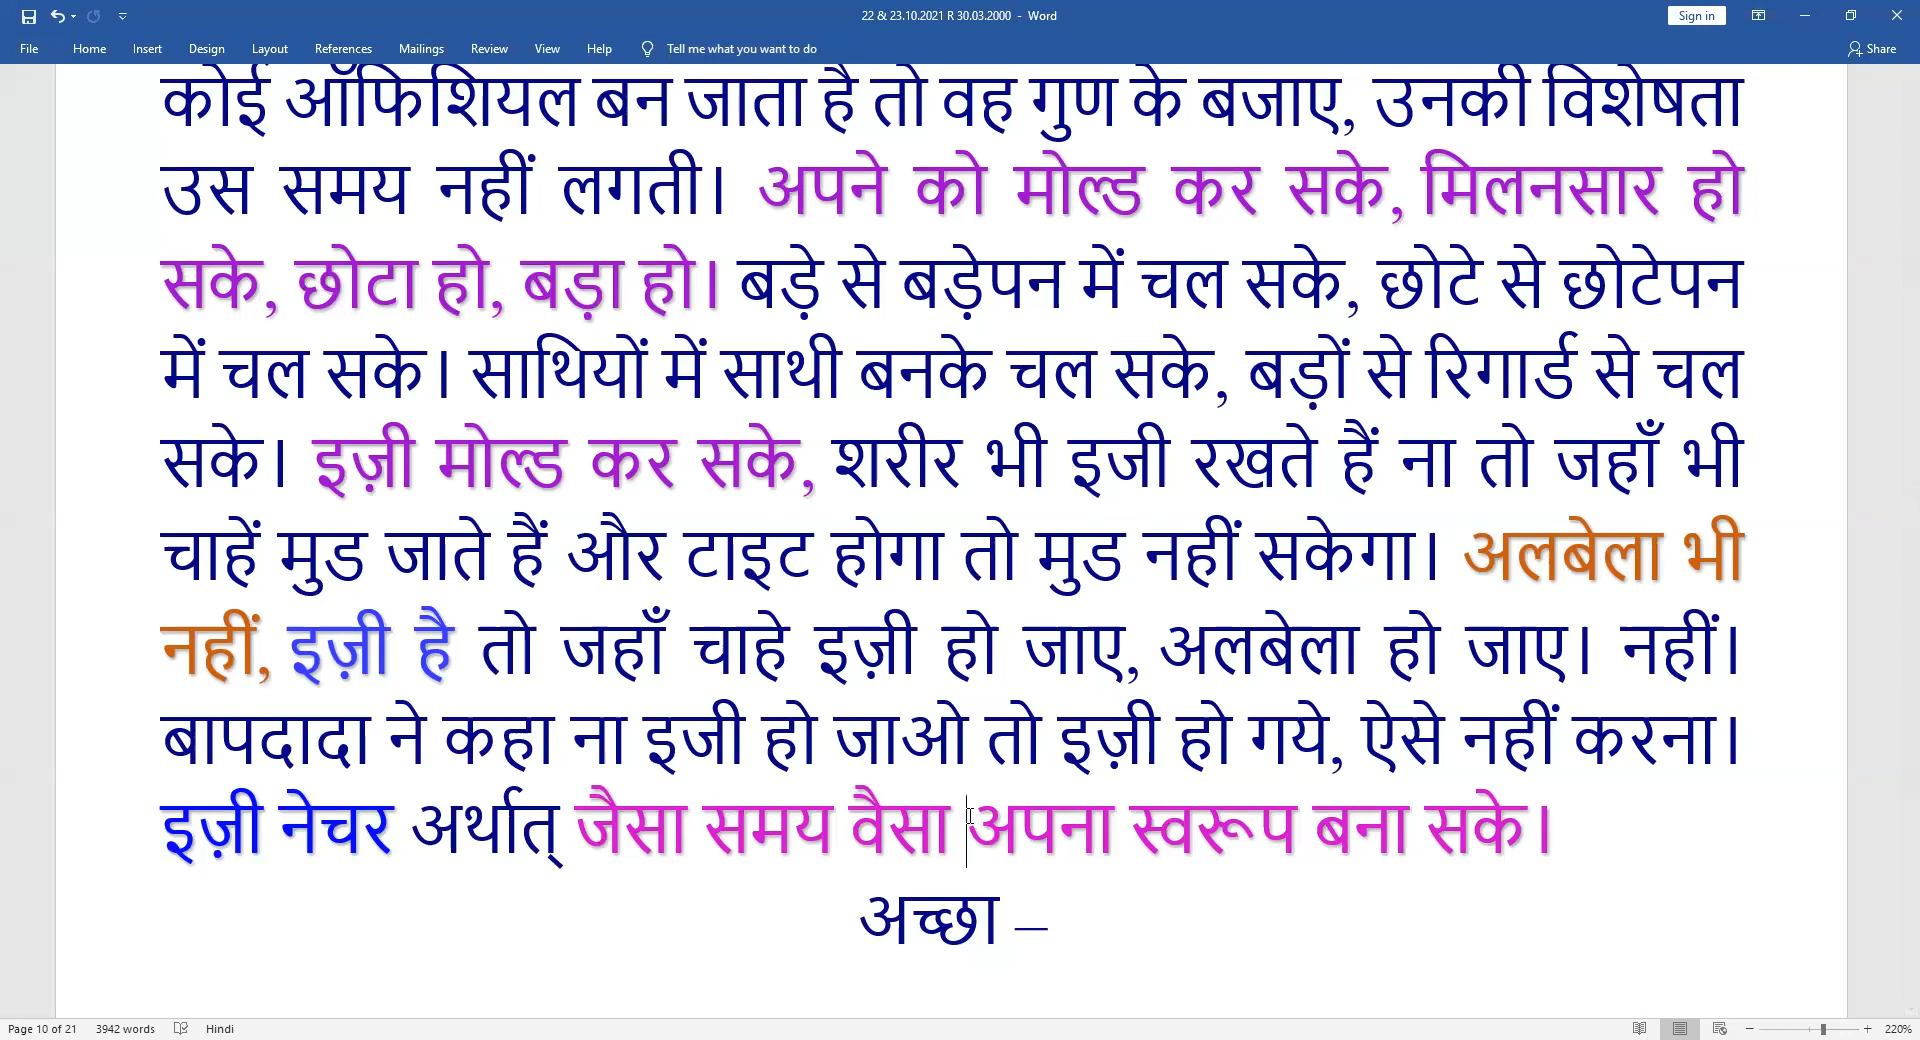 22 & 23.10.2021 R 30.03.2000 - Word
Sign in
File Home Insert Design Layout References Mailings Review View Help Tell me what you want to do Share
कोई ऑफिशियल बन जाता है तो वह गुण के बजाए, उनकी विशेषता
उस समय नहीं लगती। अपने को मोल्ड कर सके, मिलनसार हो
सके, छोटा हो, बड़ा हो। बड़े से बड़ेपन में चल सके, छोटे से छोटेपन
में चल सके। साथियों में साथी बनके चल सके, बड़ों से रिगार्ड से चल
सके। इज़ी मोल्ड कर सके, शरीर भी इजी रखते हैं ना तो जहाँ भी
चाहें मुड जाते हैं और टाइट होगा तो मुड नहीं सकेगा। अलबेला भी
नहीं, इज़ी है तो जहाँ चाहे इज़ी हो जाए, अलबेला हो जाए। नहीं।
बापदादा ने कहा ना इजी हो जाओ तो इज़ी हो गये, ऐसे नहीं करना।
इज़ी नेचर अर्थात् जैसा समय वैसा अपना स्वरूप बना सके।
अच्छा –
Page 10 of 21 3942 words Hindi 220%